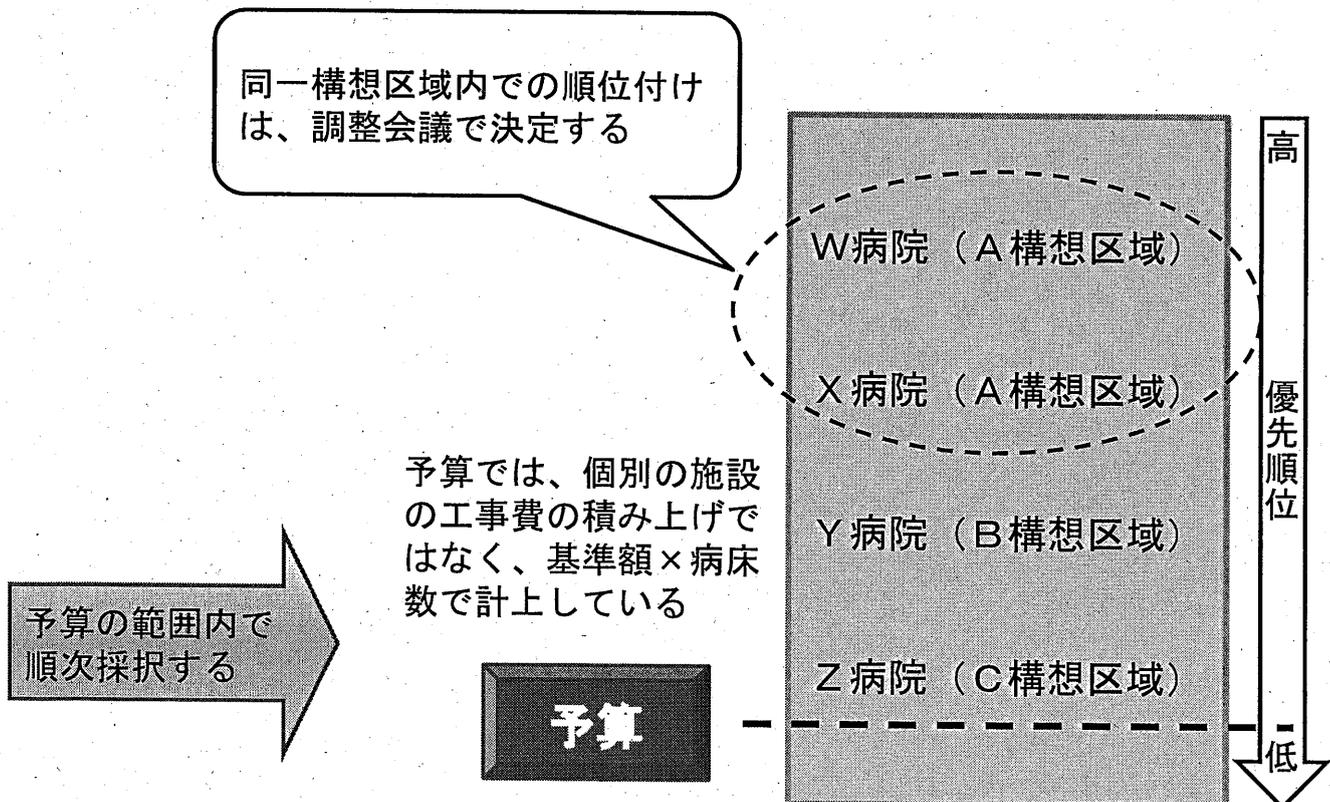 同一構想区域内での順位付け
は、調整会議で決定する
高
W病院（A構想区域）
X病院（A構想区域）
優先順位
予算では、個別の施設
の工事費の積み上げで
はなく、基準額×病床
数で計上している
Y病院（B構想区域）
予算の範囲内で
順次採択する
Z病院（C構想区域）
予算
低